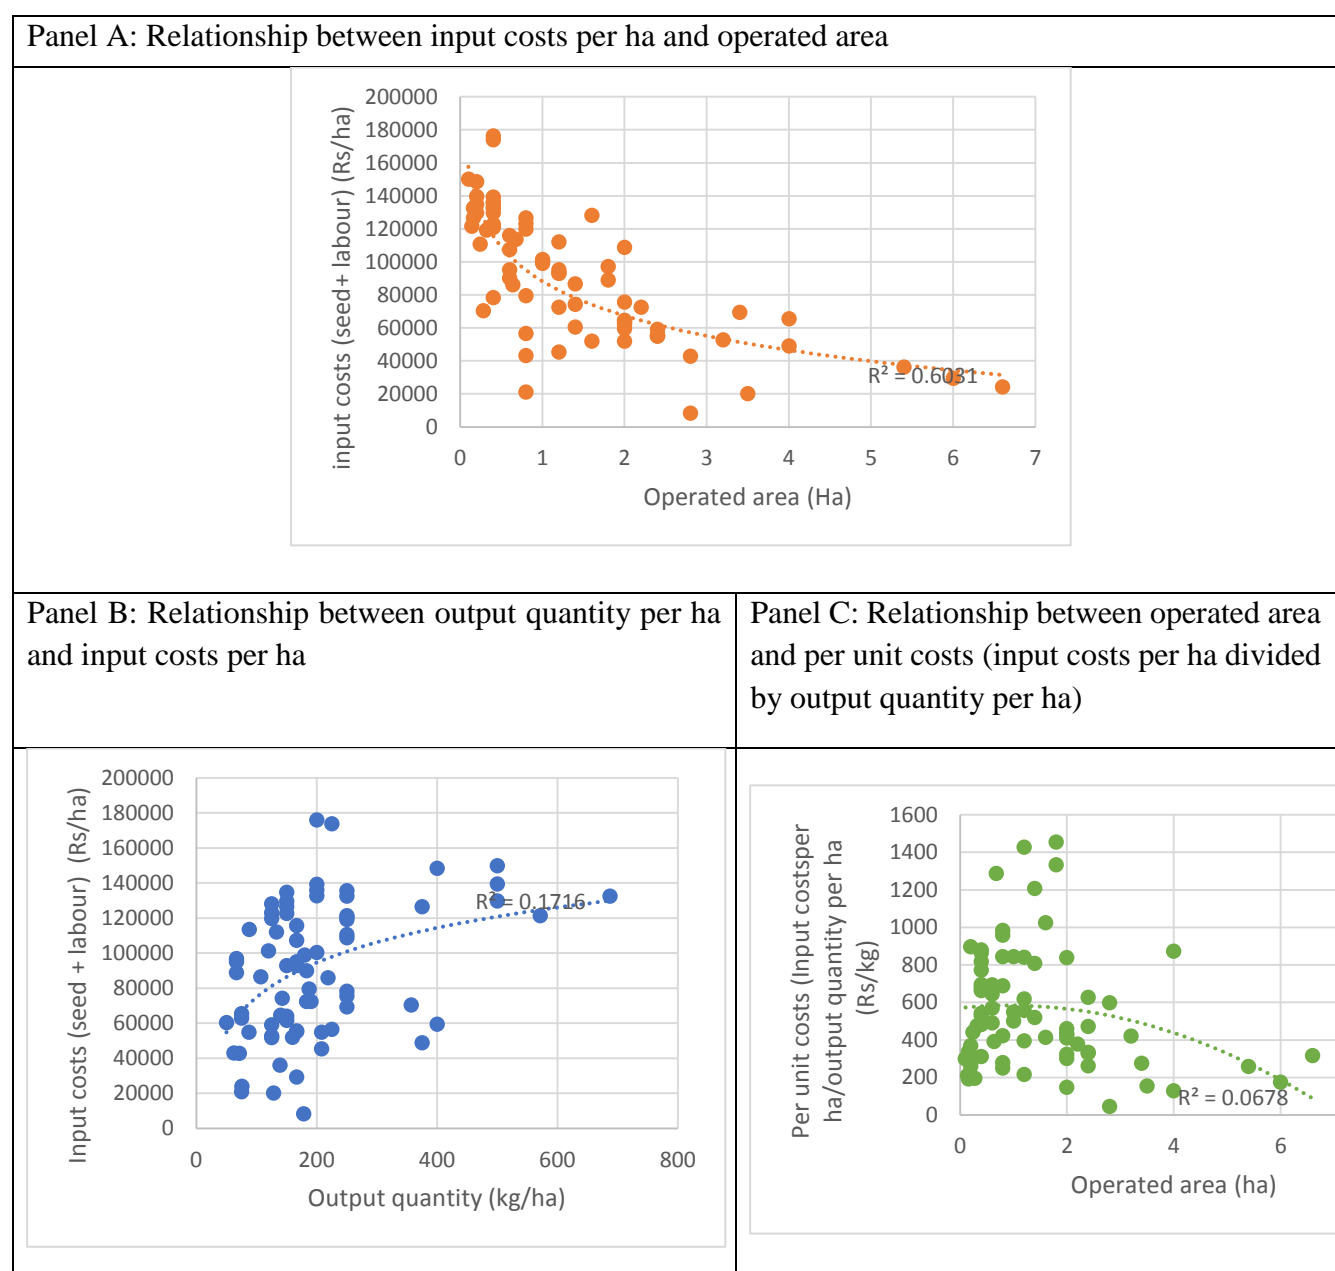 Panel A: Relationship between input costs per ha and operated area
input costs (seed+ labour) (Rs/ha)
200000
180000
160000
140000
120000
100000
80000
60000
40000
20000
0
R² = 0.6031
0 1 2 3 4 5 6 7
Operated area (Ha)
Panel B: Relationship between output quantity per ha
and input costs per ha
Panel C: Relationship between operated area
and per unit costs (input costs per ha divided
by output quantity per ha)
Input costs (seed + labour) (Rs/ha)
200000
180000
160000
140000
120000
100000
80000
60000
40000
20000
0
R² = 0.1716
0 200 400 600 800
Output quantity (kg/ha)
Per unit costs (Input costsper
ha/output quantity per ha
(Rs/kg)
1600
1400
1200
1000
800
600
400
200
0
R² = 0.0678
0 2 4 6
Operated area (ha)